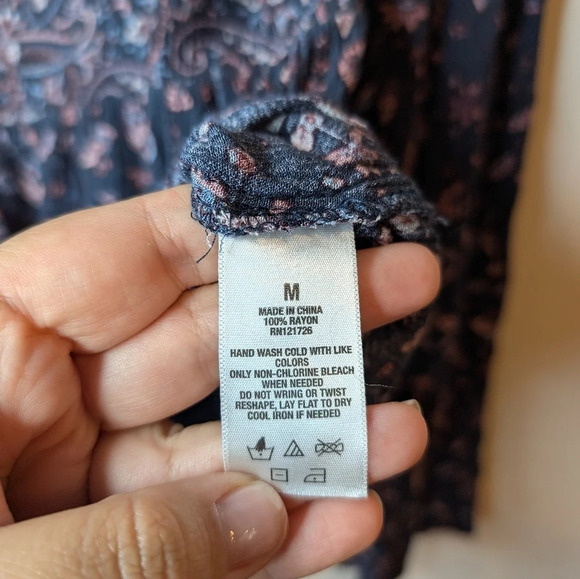 M
MADE IN CHINA
100% RAYON
RN121726
HAND WASH COLD WITH LIKE
COLORS
ONLY NON-CHLORINE BLEACH
WHEN NEEDED
DO NOT WRING OR TWIST
RESHAPE, LAY FLAT TO DRY
COOL IRON IF NEEDED